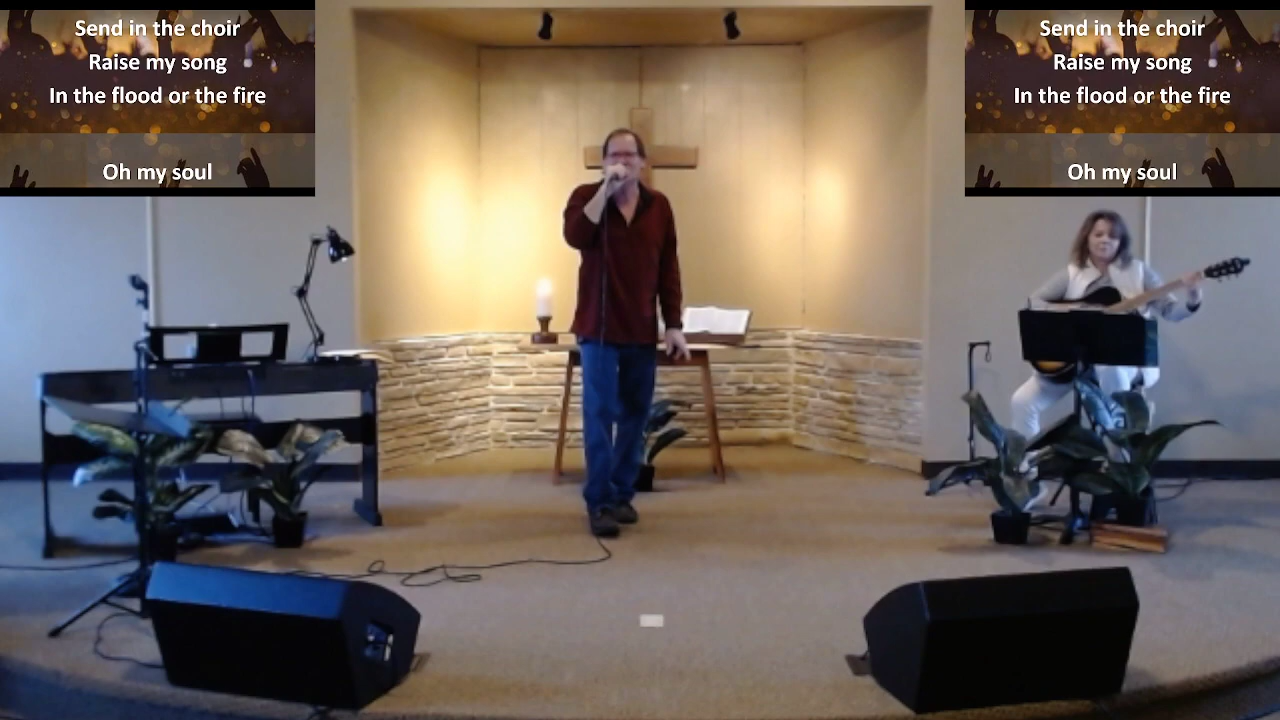 Send in the choir
Raise my song
In the flood or the fire
Oh my soul
Send in the choir
Raise my song
In the flood or the fire
Oh my soul